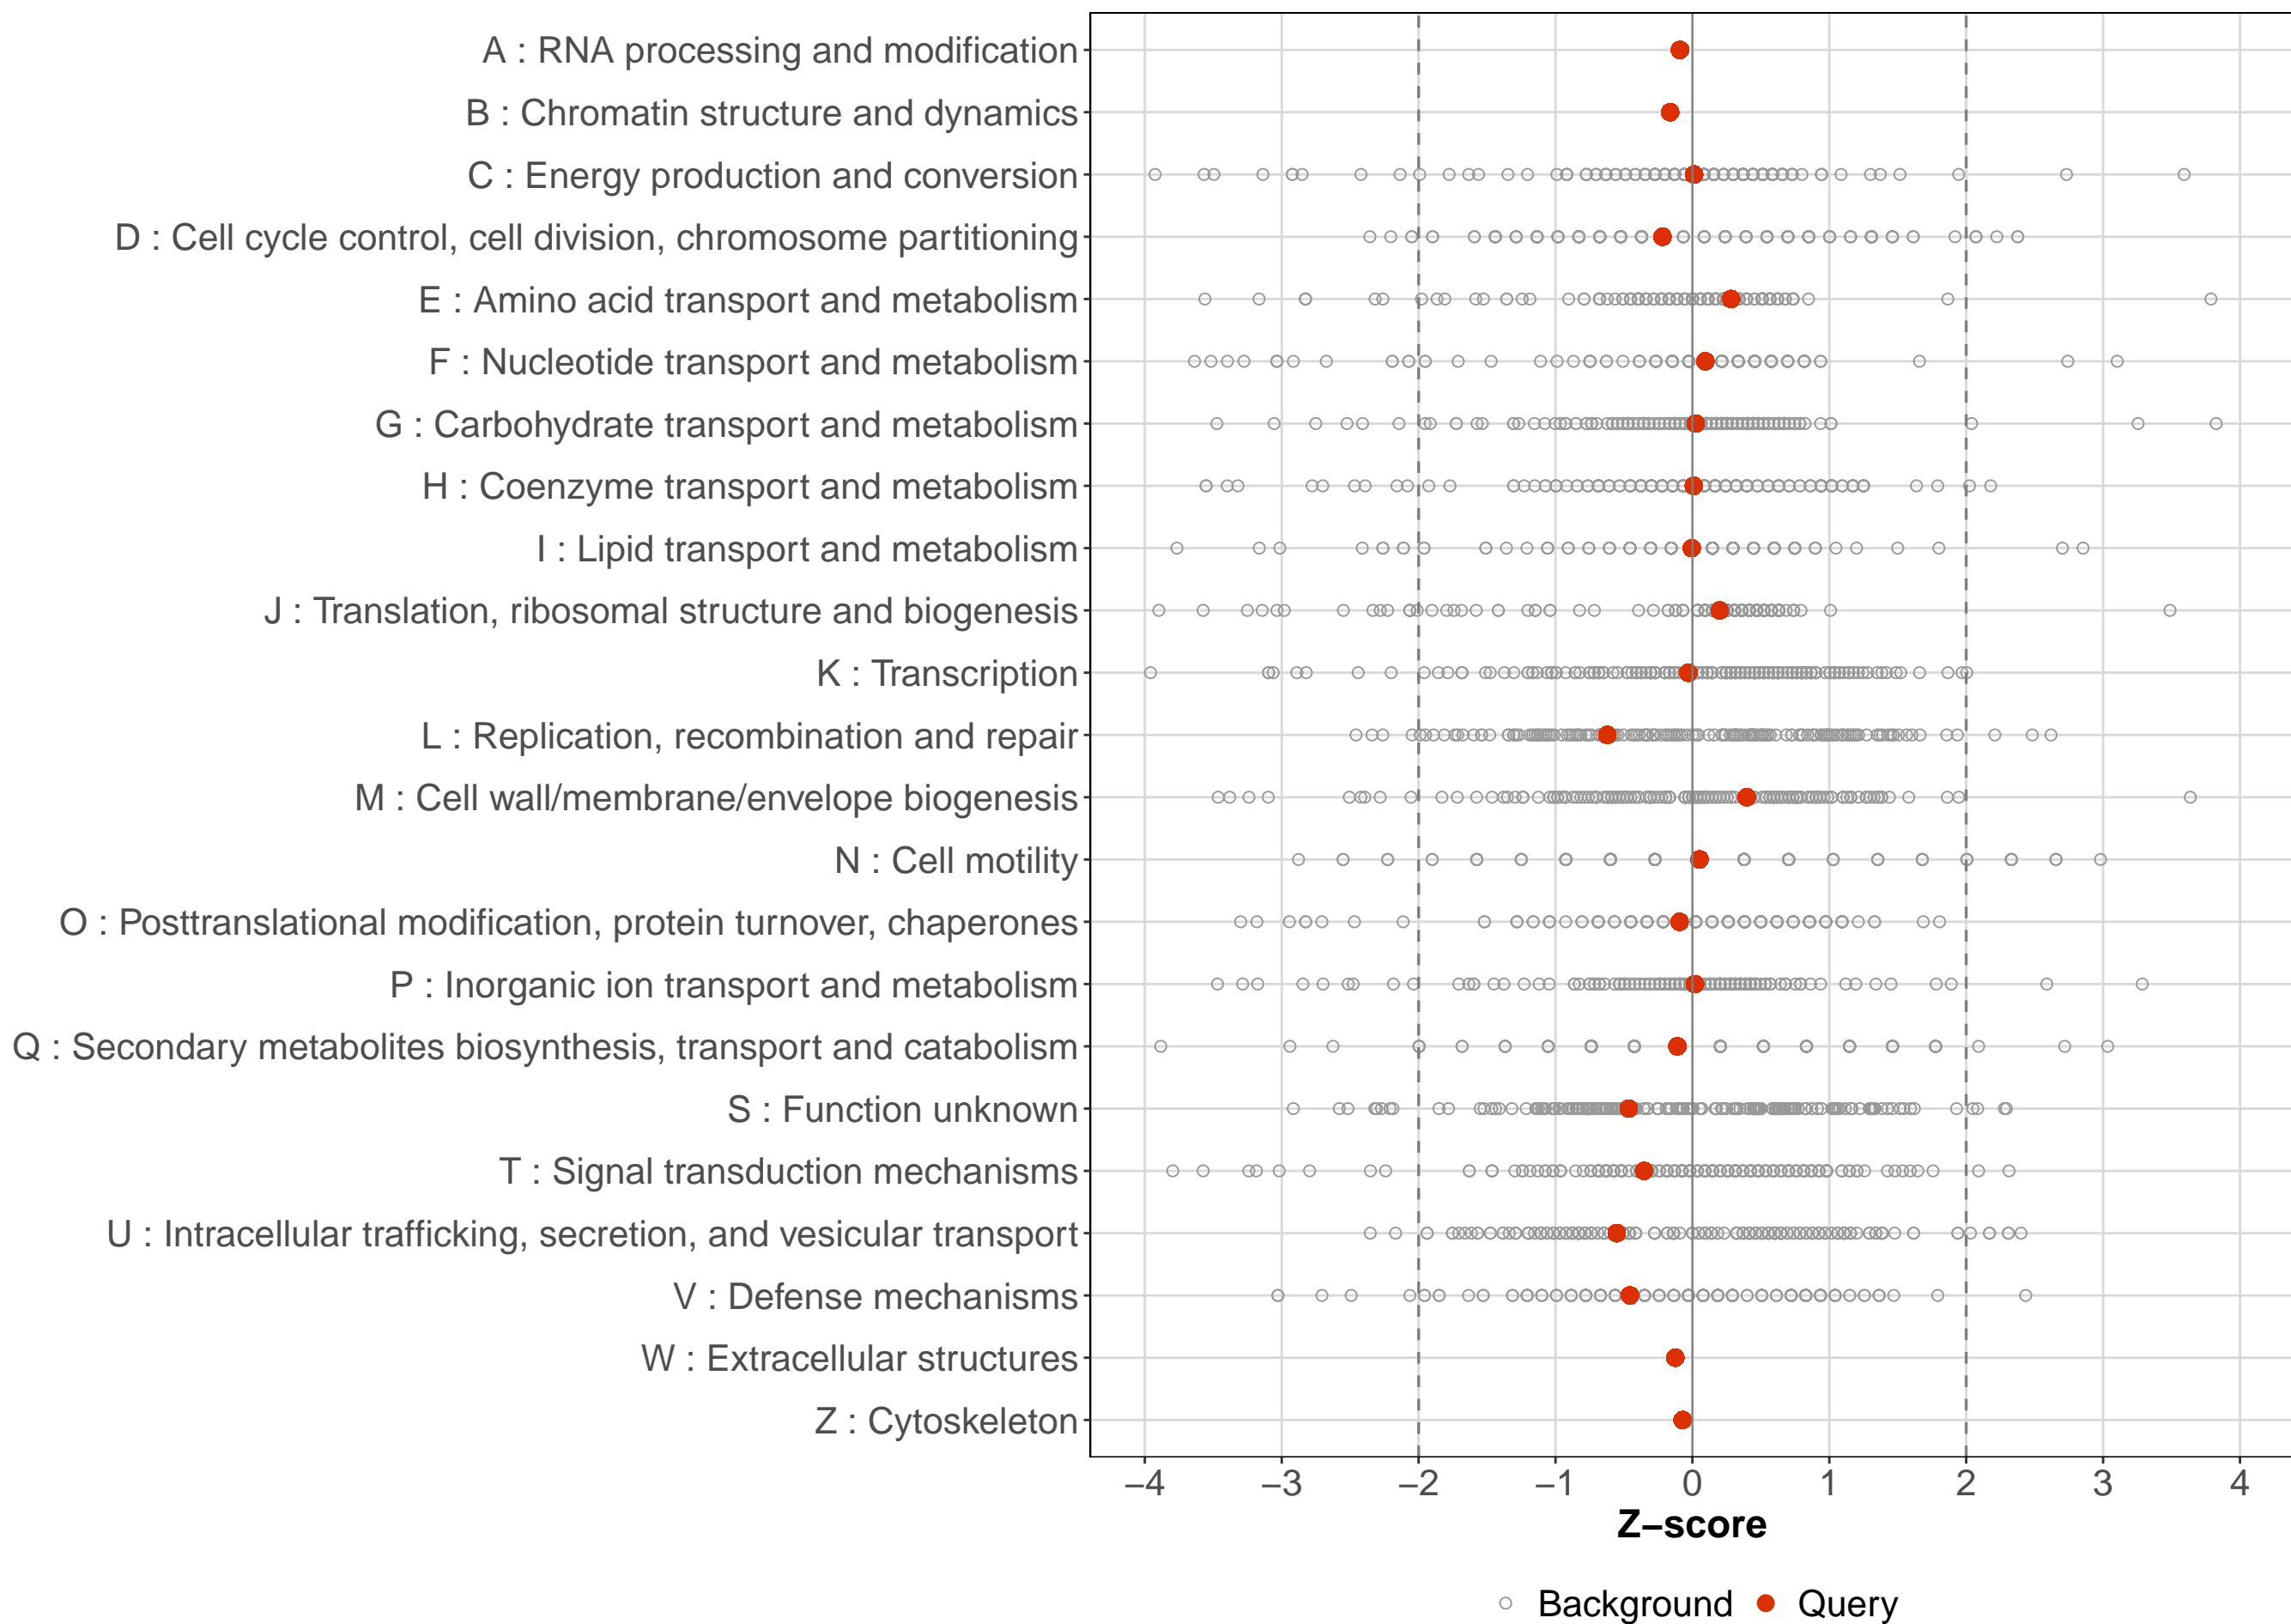 A : RNA processing and modification
B : Chromatin structure and dynamics
C : Energy production and conversion
D : Cell cycle control, cell division, chromosome partitioning
E : Amino acid transport and metabolism
F : Nucleotide transport and metabolism
G : Carbohydrate transport and metabolism
H : Coenzyme transport and metabolism
I : Lipid transport and metabolism
J : Translation, ribosomal structure and biogenesis
K : Transcription
L : Replication, recombination and repair
M : Cell wall/membrane/envelope biogenesis
N : Cell motility
O : Posttranslational modification, protein turnover, chaperones
P : Inorganic ion transport and metabolism
Q : Secondary metabolites biosynthesis, transport and catabolism
S : Function unknown
T : Signal transduction mechanisms
U : Intracellular trafficking, secretion, and vesicular transport
V : Defense mechanisms
W : Extracellular structures
Z : Cytoskeleton
−4 −3 −2 −1 0 1 2 3 4
Z−score
Background Query